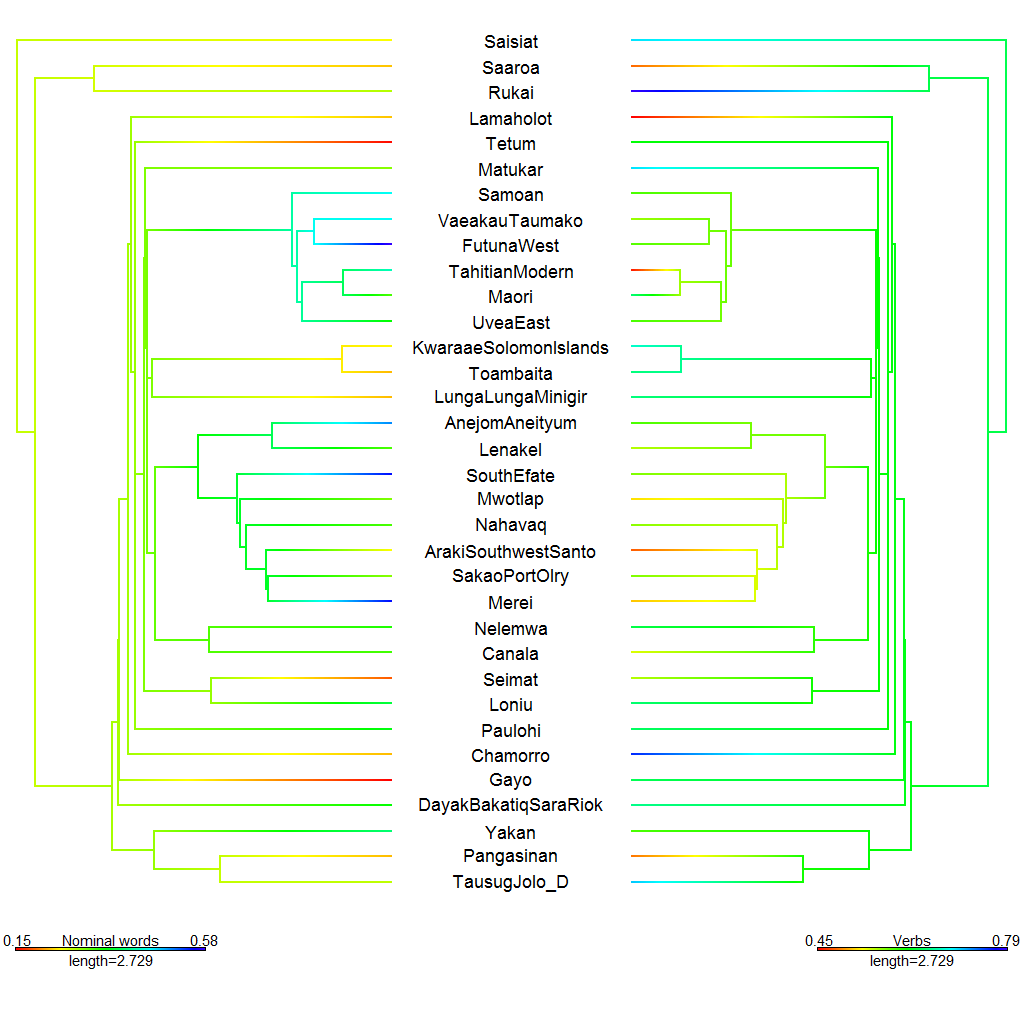 Saisiat
Saaroa
Rukai
Lamaholot
Tetum
Matukar
Samoan
VaeakauTaumako
FutunaWest
TahitianModern
Maori
UveaEast
KwaraaeSolomonIslands
Toambaita
LungaLungaMinigir
AnejomAneityum
Lenakel
SouthEfate
Mwotlap
Nahavaq
ArakiSouthwestSanto
SakaoPortOlry
Merei
Nelemwa
Canala
Seimat
Loniu
Paulohi
Chamorro
Gayo
DayakBakatiqSaraRiok
Yakan
Pangasinan
TausugJolo_D
0.15 Nominal words 0.58
length=2.729
0.45 Verbs 0.79
length=2.729